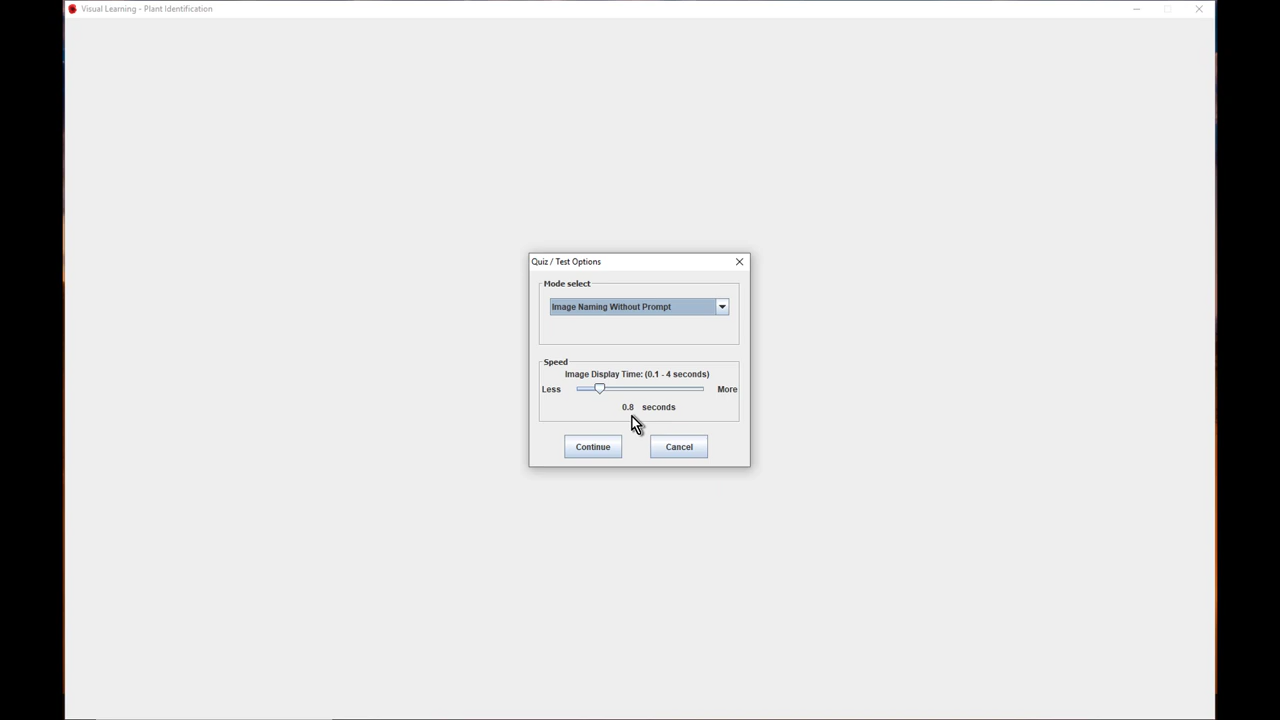 Visual Learning - Plant Identification
Quiz / Test Options
Mode select
Image Naming Without Prompt
Speed
Image Display Time: (0.1 - 4 seconds)
Less More
0.8 seconds
Continue Cancel